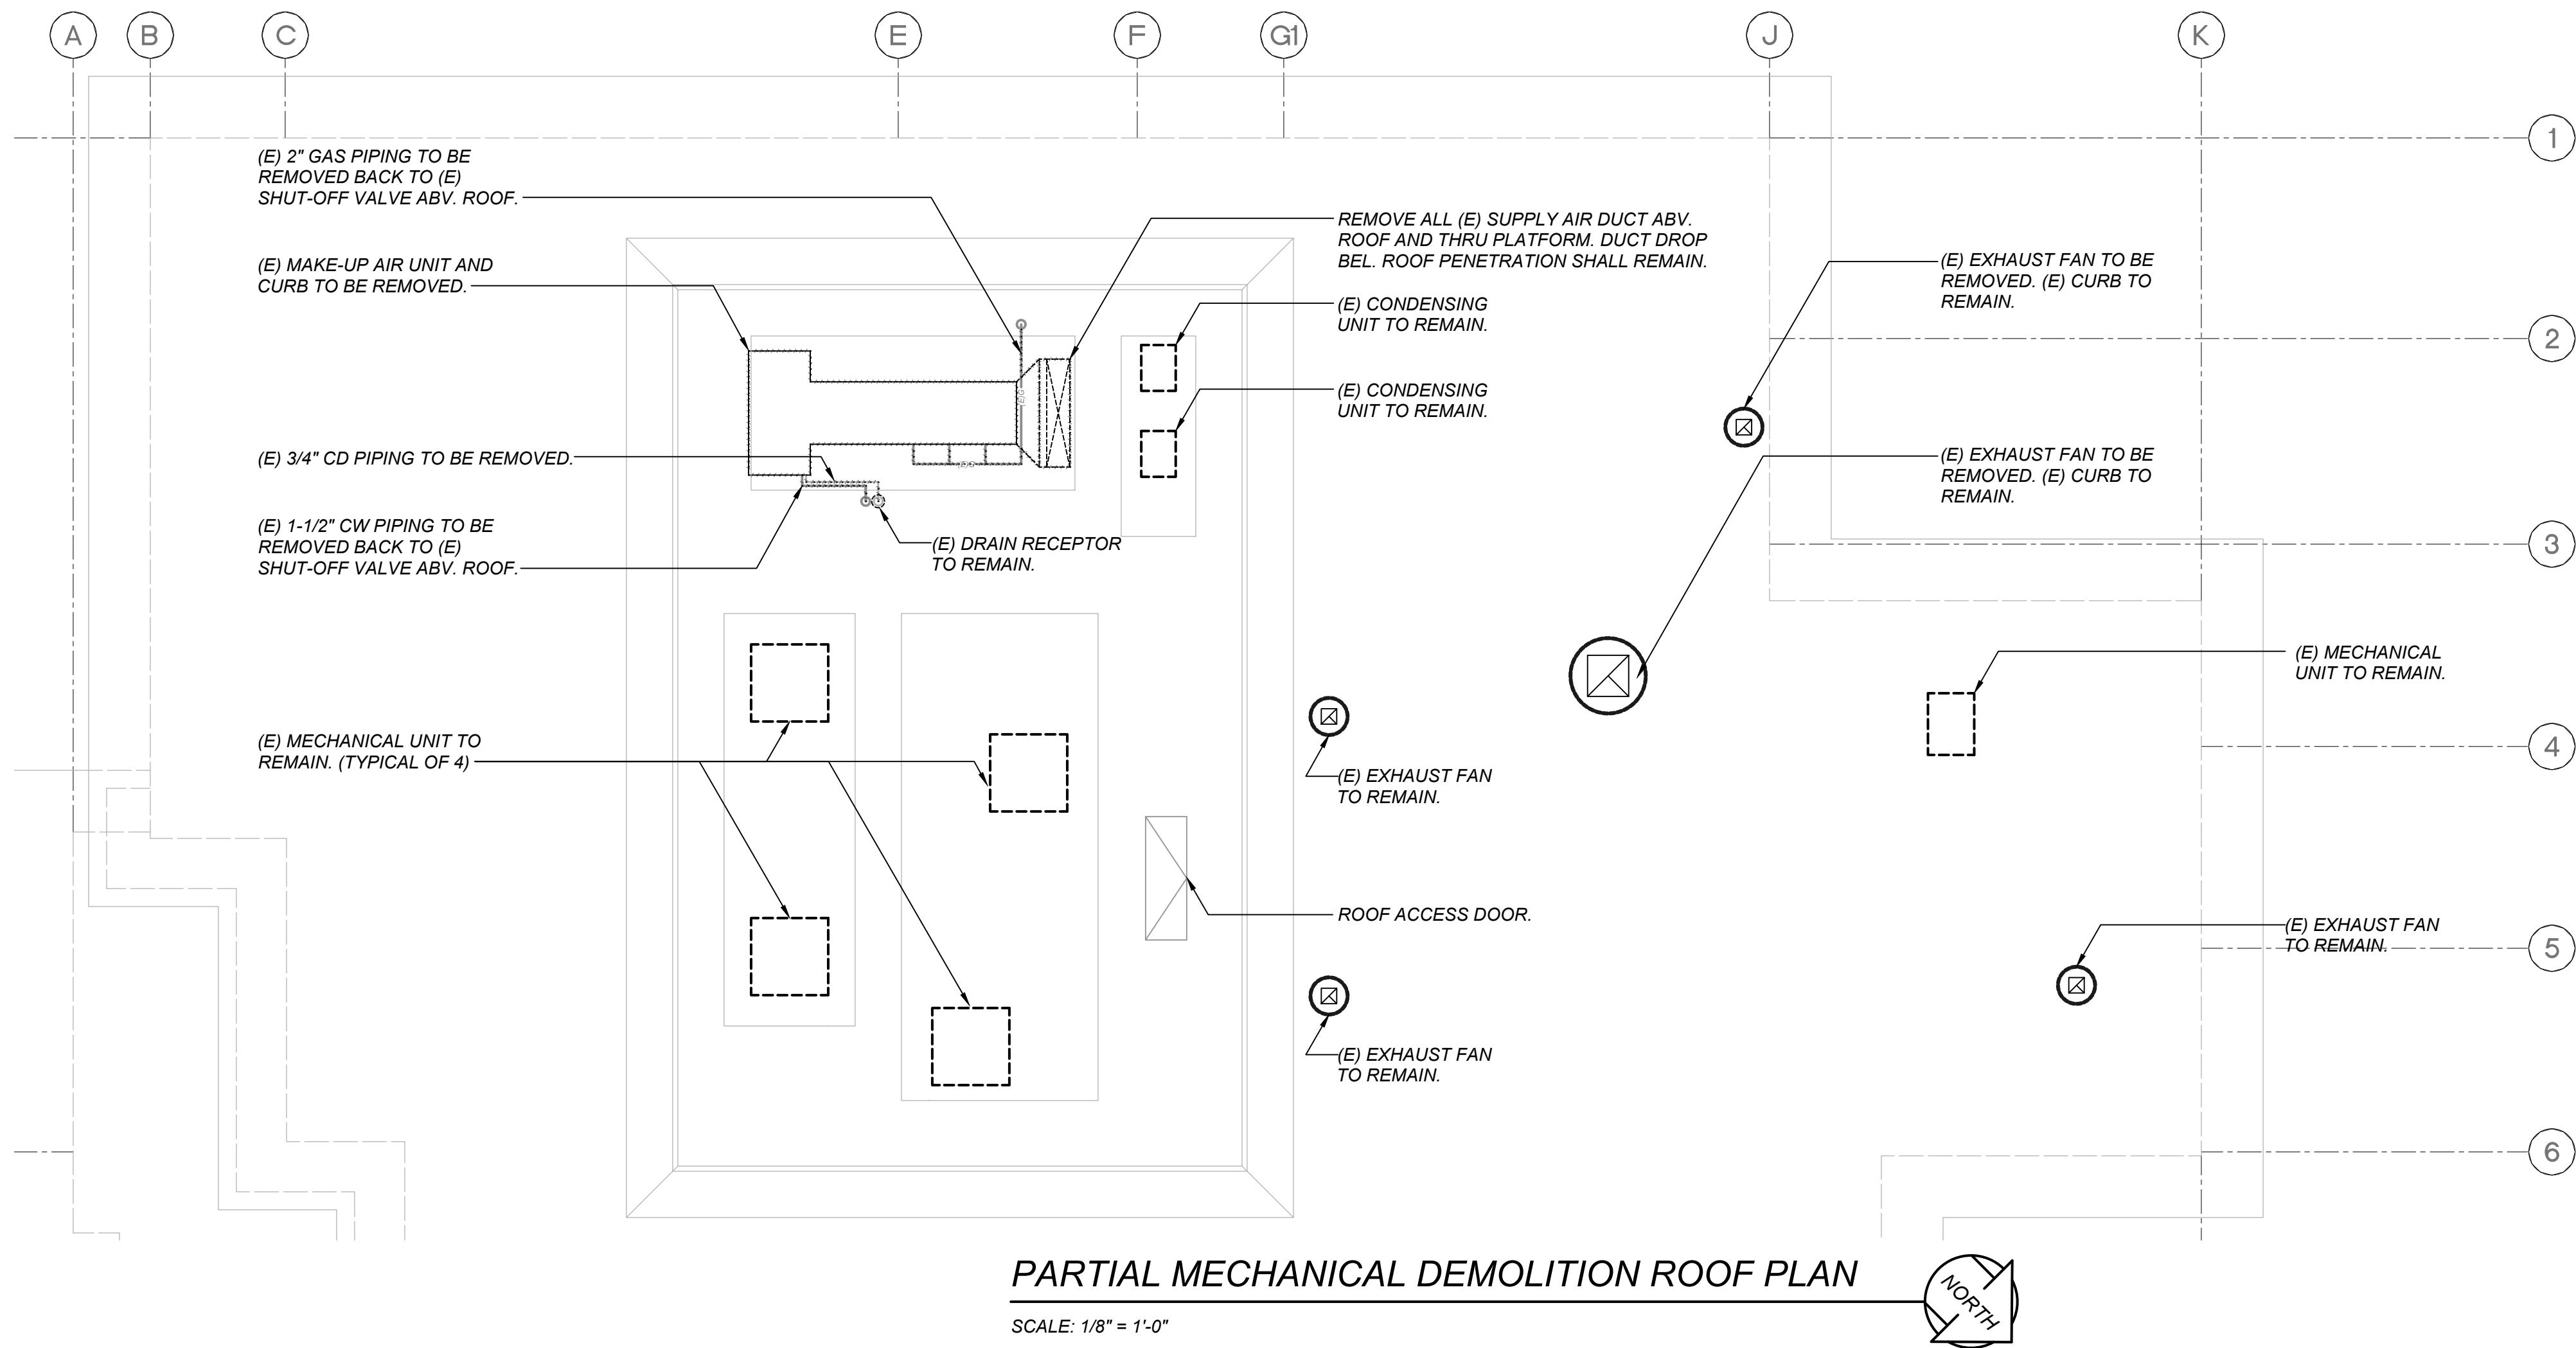 A B C E F G1 J K
1
(E) 2" GAS PIPING TO BE
REMOVED BACK TO (E)
SHUT-OFF VALVE ABV. ROOF.
REMOVE ALL (E) SUPPLY AIR DUCT ABV.
ROOF AND THRU PLATFORM. DUCT DROP
BEL. ROOF PENETRATION SHALL REMAIN.
(E) MAKE-UP AIR UNIT AND
CURB TO BE REMOVED.
(E) EXHAUST FAN TO BE
REMOVED. (E) CURB TO
REMAIN.
(E) CONDENSING
UNIT TO REMAIN.
2
(E) CONDENSING
UNIT TO REMAIN.
(E) 3/4" CD PIPING TO BE REMOVED.
(E) EXHAUST FAN TO BE
REMOVED. (E) CURB TO
REMAIN.
(E) 1-1/2" CW PIPING TO BE
REMOVED BACK TO (E)
SHUT-OFF VALVE ABV. ROOF.
(E) DRAIN RECEPTOR
TO REMAIN.
3
(E) MECHANICAL
UNIT TO REMAIN.
(E) MECHANICAL UNIT TO
REMAIN. (TYPICAL OF 4)
4
(E) EXHAUST FAN
TO REMAIN.
ROOF ACCESS DOOR.
(E) EXHAUST FAN
TO REMAIN.
5
(E) EXHAUST FAN
TO REMAIN.
6
PARTIAL MECHANICAL DEMOLITION ROOF PLAN
SCALE: 1/8" = 1'-0"
NORTH